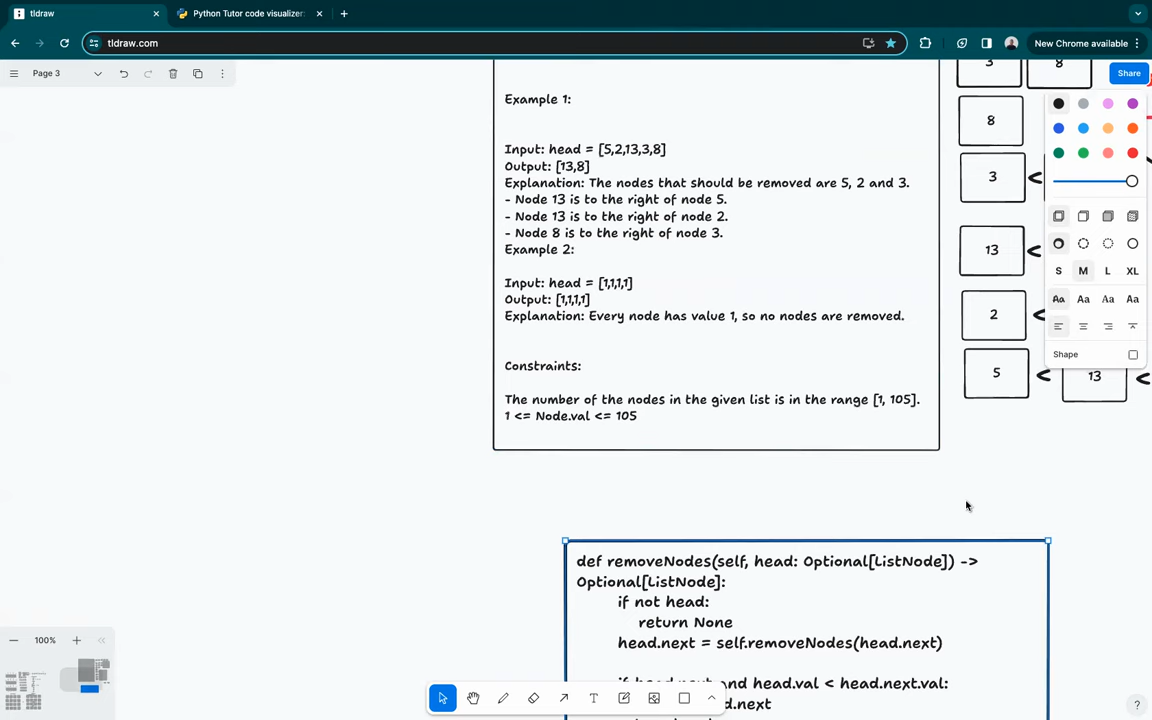 tldraw
Python Tutor code visualizer:
tldraw.com
New Chrome available
Page 3
Share
3
8
Example 1:
8
Input: head = [5,2,13,3,8]
Output: [13,8]
Explanation: The nodes that should be removed are 5, 2 and 3.
- Node 13 is to the right of node 5.
- Node 13 is to the right of node 2.
- Node 8 is to the right of node 3.
Example 2:
3
<
13
<
Input: head = [1,1,1,1]
Output: [1,1,1,1]
Explanation: Every node has value 1, so no nodes are removed.
2
<
Constraints:
5
<
13
<
The number of the nodes in the given list is in the range [1, 105].
1 <= Node.val <= 105
S M L XL
Aa Aa Aa Aa
Shape
def removeNodes(self, head: Optional[ListNode]) ->
Optional[ListNode]:
if not head:
return None
head.next = self.removeNodes(head.next)
and head.val < head.next.val:
100%
T
?